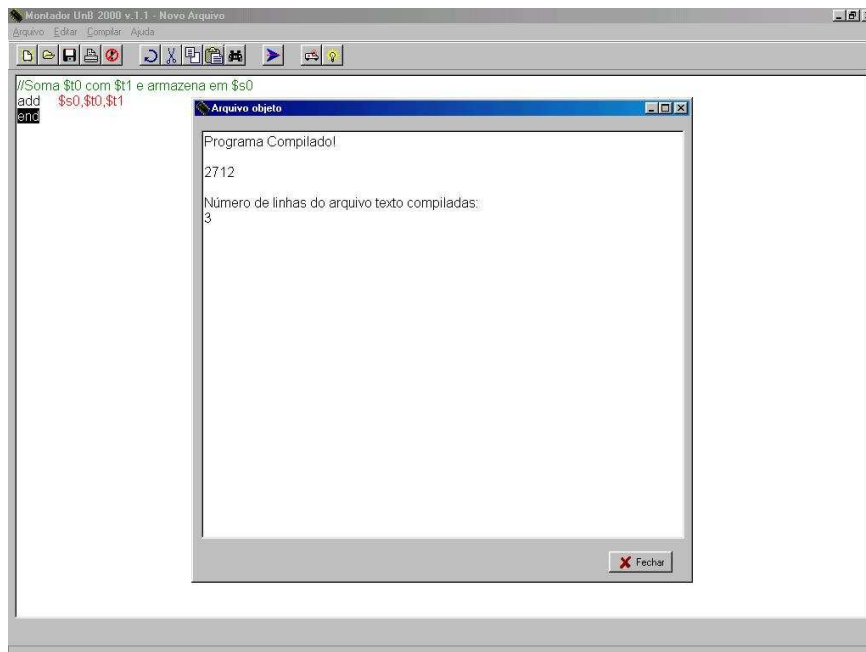 Montador UnB 2000 v.1.1 - Novo Arquivo
Arquivo Editar Compilar Ajuda
//Soma $t0 com $t1 e armazena em $s0
add $s0,$t0,$t1
end
Arquivo objeto
Programa Compilado!
2712
Número de linhas do arquivo texto compiladas:
3
Fechar